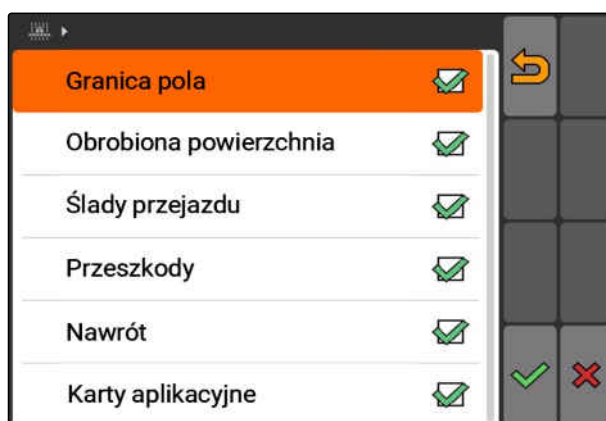 Granica pola
Obrobiona powierzchnia
Ślady przejazdu
Przeszkody
Nawrót
Karty aplikacyjne